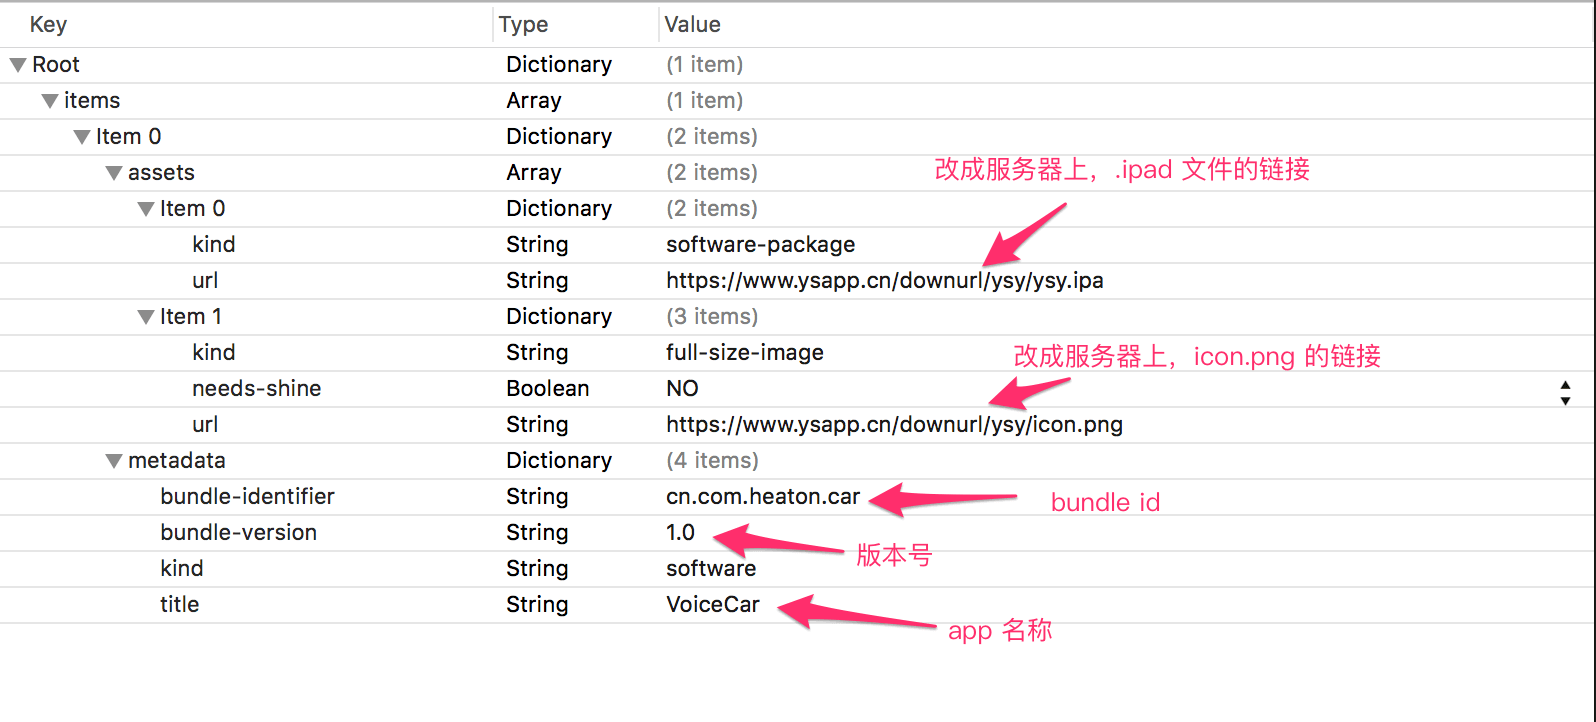 Key Type Value
Root Dictionary (1 item)
items Array (1 item)
Item 0 Dictionary (2 items)
assets Array (2 items)
改成服务器上，.ipad 文件的链接
Item 0 Dictionary (2 items)
kind String software-package
url String https://www.ysapp.cn/downurl/ysy/ysy.ipa
Item 1 Dictionary (3 items)
kind String full-size-image
改成服务器上，icon.png 的链接
needs-shine Boolean NO
url String https://www.ysapp.cn/downurl/ysy/icon.png
metadata Dictionary (4 items)
bundle-identifier String cn.com.heaton.car
bundle id
bundle-version String 1.0
版本号
kind String software
title String VoiceCar
app 名称